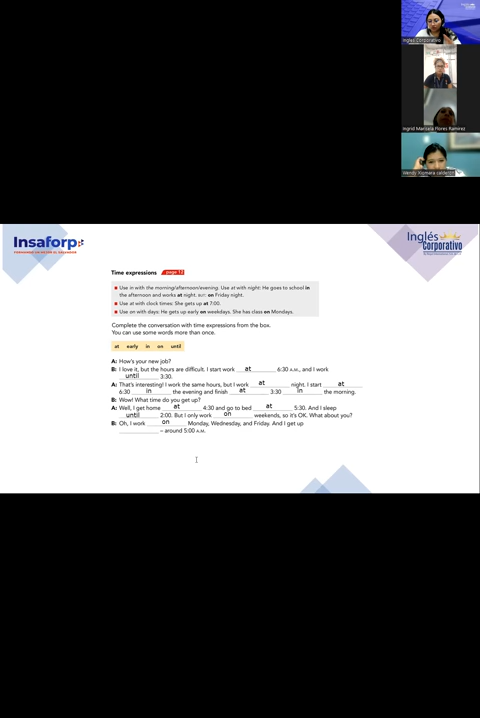 Inglés Corporativo
Ingrid Marisela Flores Ramirez
Wendy Xiomara calderon
Insaforp
Inglés
Corporativo
Time expressions page 17
Use in with the morning/afternoon/evening. Use at with night: He goes to school in
the afternoon and works at night. BUT: on Friday night.
Use at with clock times: She gets up at 7:00.
Use on with days: He gets up early on weekdays. She has class on Mondays.
Complete the conversation with time expressions from the box.
You can use some words more than once.
at early in on until
A: How's your new job?
B: I love it, but the hours are difficult. I start work at 6:30 A.M., and I work
until 3:30.
A: That's interesting! I work the same hours, but I work at night. I start at
6:30 in the evening and finish at 3:30 in the morning.
B: Wow! What time do you get up?
A: Well, I get home at 4:30 and go to bed at 5:30. And I sleep
until 2:00. But I only work on weekends, so it's OK. What about you?
B: Oh, I work on Monday, Wednesday, and Friday. And I get up
– around 5:00 A.M.